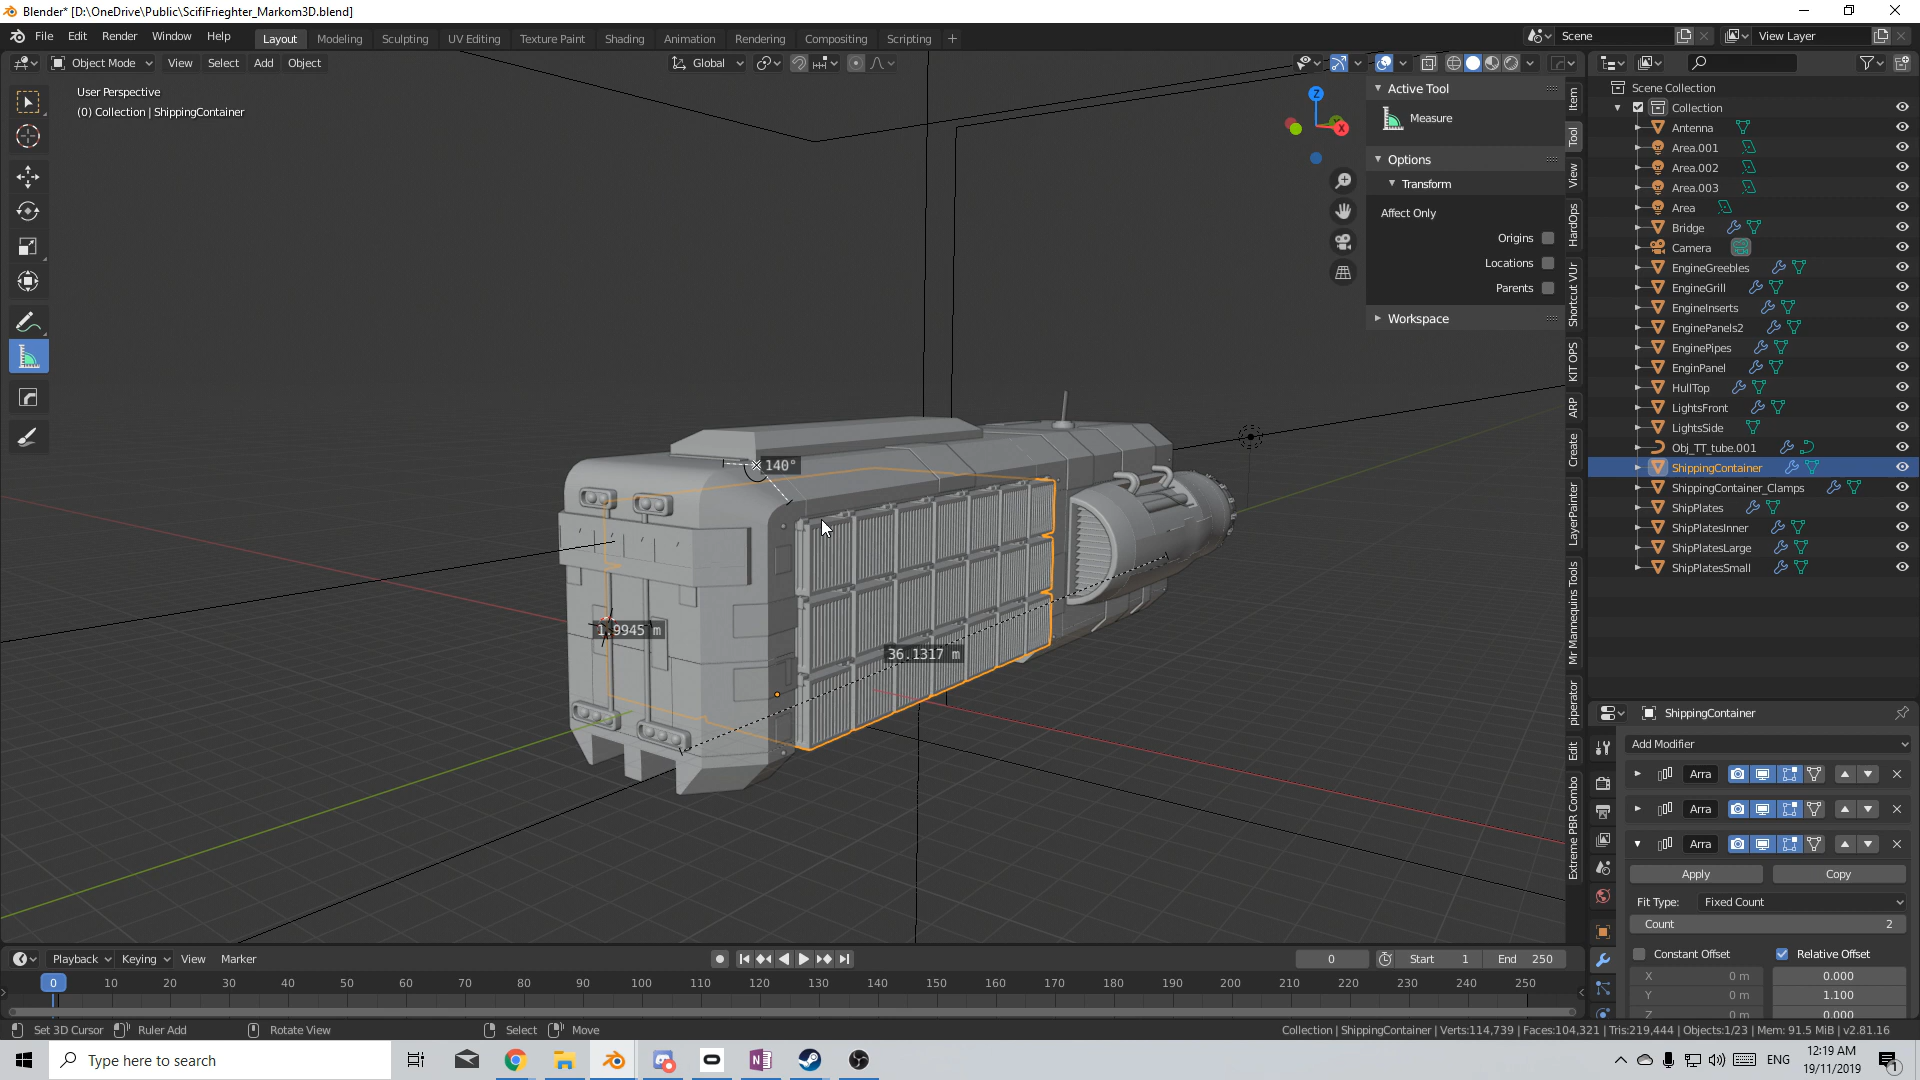 Blender* [D:\OneDrive\Public\ScifiFrieghter_Markom3D.blend]
File Edit Render Window Help
Layout Modeling Sculpting UV Editing Texture Paint Shading Animation Rendering Compositing Scripting +
Scene
View Layer
Object Mode View Select Add Object
Global
User Perspective
(0) Collection | ShippingContainer
Z
X
140°
1.9945 m
36.1317 m
Active Tool
Measure
Options
Transform
Affect Only
Origins
Locations
Parents
Workspace
Item
Tool
View
HardOps
Shortcut VUr
KIT OPS
ARP
Create
LayerPainter
Mr Mannequins Tools
piperator
Edit
Extreme PBR Combo
Scene Collection
Collection
Antenna
Area.001
Area.002
Area.003
Area
Bridge
Camera
EngineGreebles
EngineGrill
EngineInserts
EnginePanels2
EnginePipes
EnginPanel
HullTop
LightsFront
LightsSide
Obj_TT_tube.001
ShippingContainer
ShippingContainer_Clamps
ShipPlates
ShipPlatesInner
ShipPlatesLarge
ShipPlatesSmall
ShippingContainer
Add Modifier
Arra
Arra
Arra
Apply Copy
Fit Type: Fixed Count
Count 2
Constant Offset Relative Offset
X 0 m 0.000
Y 0 m 1.100
Z 0 m 0.000
Playback Keying View Marker
0 Start 1 End 250
0 10 20 30 40 50 60 70 80 90 100 110 120 130 140 150 160 170 180 190 200 210 220 230 240 250
Set 3D Cursor Ruler Add Rotate View Select Move
Collection | ShippingContainer | Verts:114,739 | Faces:104,321 | Tris:219,444 | Objects:1/23 | Mem: 91.5 MiB | v2.81.16
Type here to search
ENG
12:19 AM
19/11/2019
1